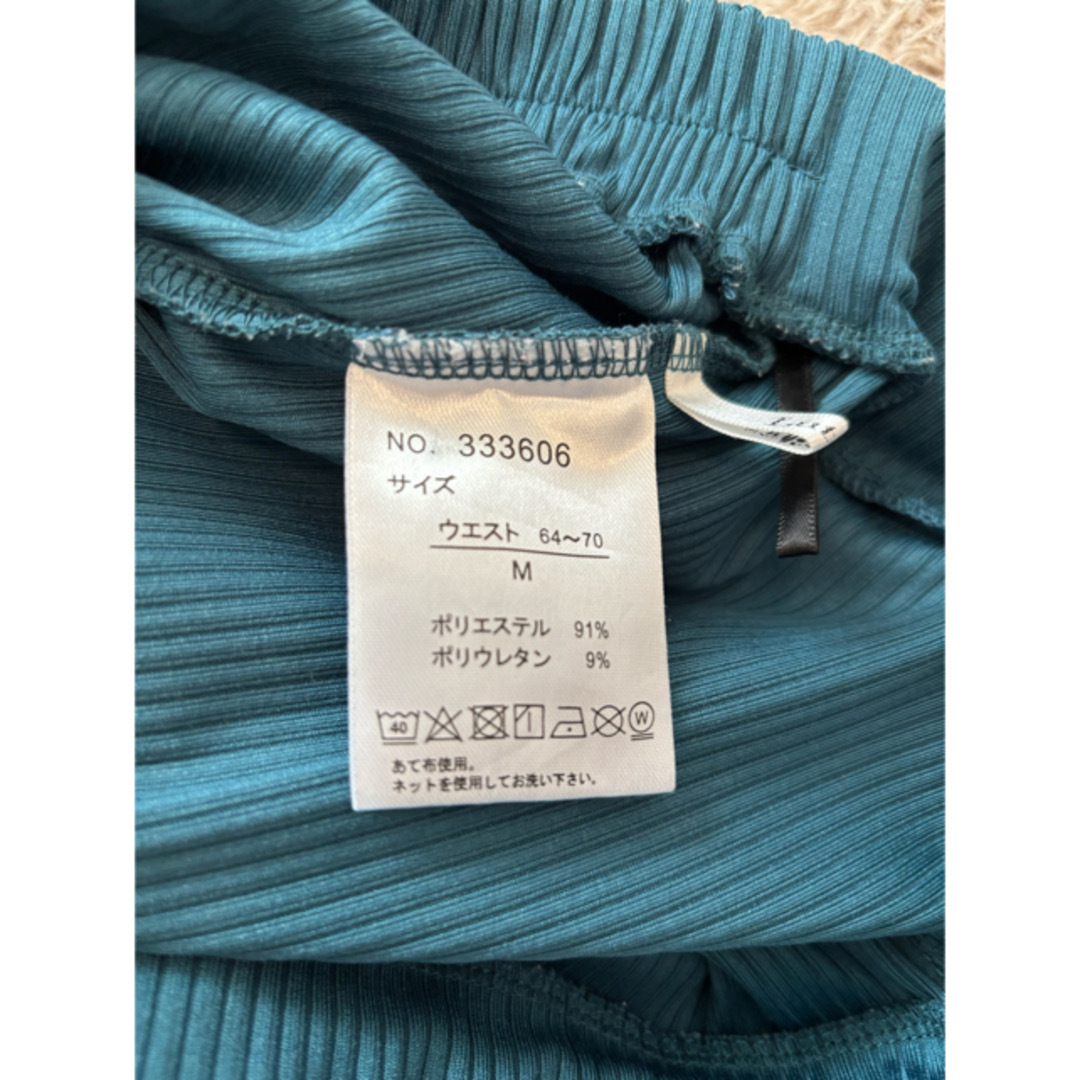 NO. 333606
サイズ
ウエスト 64〜70
M
ポリエステル 91%
ポリウレタン 9%
40 W
あて布使用。
ネットを使用してお洗い下さい。